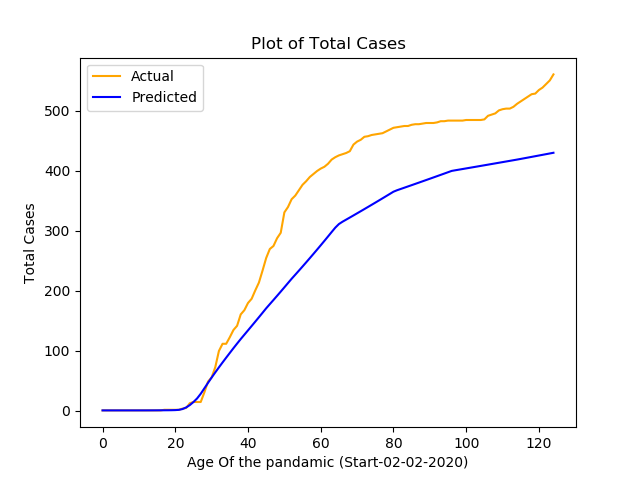 Plot of Total Cases
Actual
Predicted
500
400
300
200
100
0
Total Cases
0 20 40 60 80 100 120
Age Of the pandamic (Start-02-02-2020)